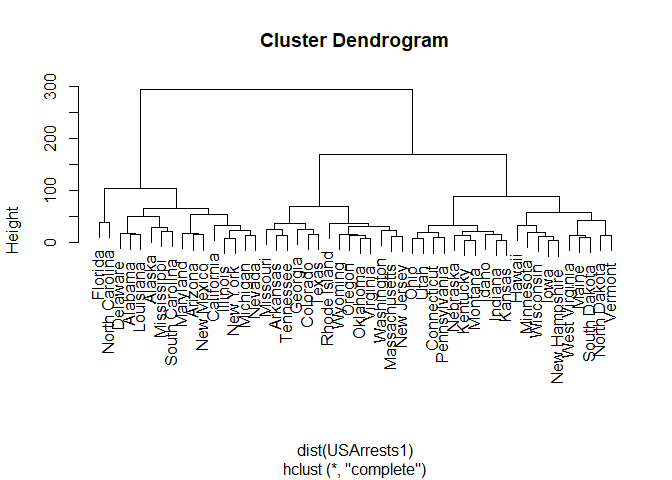 Cluster Dendrogram
Height
300
200
100
0
Florida
North Carolina
Delaware
Alabama
Louisiana
Alaska
Mississippi
South Carolina
Maryland
Arizona
New Mexico
California
Illinois
New York
Michigan
Nevada
Missouri
Arkansas
Tennessee
Georgia
Colorado
Texas
Rhode Island
Wyoming
Oregon
Oklahoma
Virginia
Washington
Massachusetts
New Jersey
Ohio
Utah
Connecticut
Pennsylvania
Nebraska
Kentucky
Montana
Idaho
Indiana
Kansas
Hawaii
Minnesota
Wisconsin
Iowa
New Hampshire
West Virginia
Maine
South Dakota
North Dakota
Vermont
dist(USArrests1)
hclust (*, "complete")